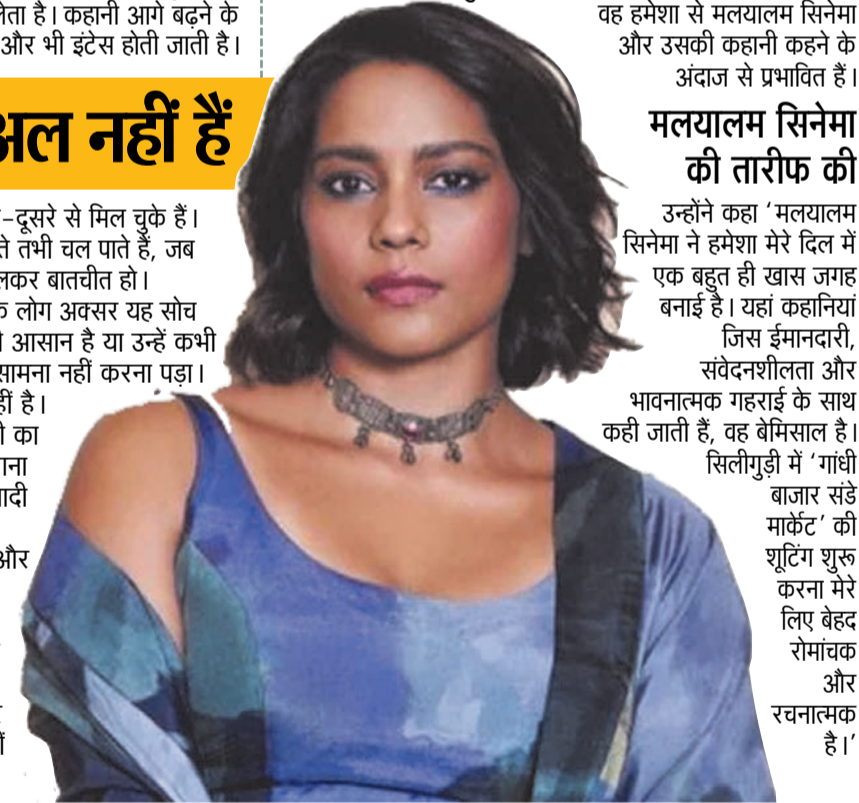 लेता है। कहानी आगे बढ़ने के
और भी इंटेस होती जाती है।
नहीं हैं
-दूसरे से मिल चुके हैं।
तभी चल पाते हैं, जब
बातचीत हो।
लोग अक्सर यह सोच
आसान है या उन्हें कभी
सामना नहीं करना पड़ा।
है।
का
और
वह हमेशा से मलयालम सिनेमा
और उसकी कहानी कहने के
अंदाज से प्रभावित हैं।
मलयालम सिनेमा
की तारीफ की
उन्होंने कहा ‘मलयालम
सिनेमा ने हमेशा मेरे दिल में
एक बहुत ही खास जगह
बनाई है। यहां कहानियां
जिस ईमानदारी,
संवेदनशीलता और
भावनात्मक गहराई के साथ
कही जाती हैं, वह बेमिसाल है।
सिलीगुड़ी में ‘गांधी
बाजार संडे
मार्केट’ की
शूटिंग शुरू
करना मेरे
लिए बेहद
रोमांचक
और
रचनात्मक
है।’